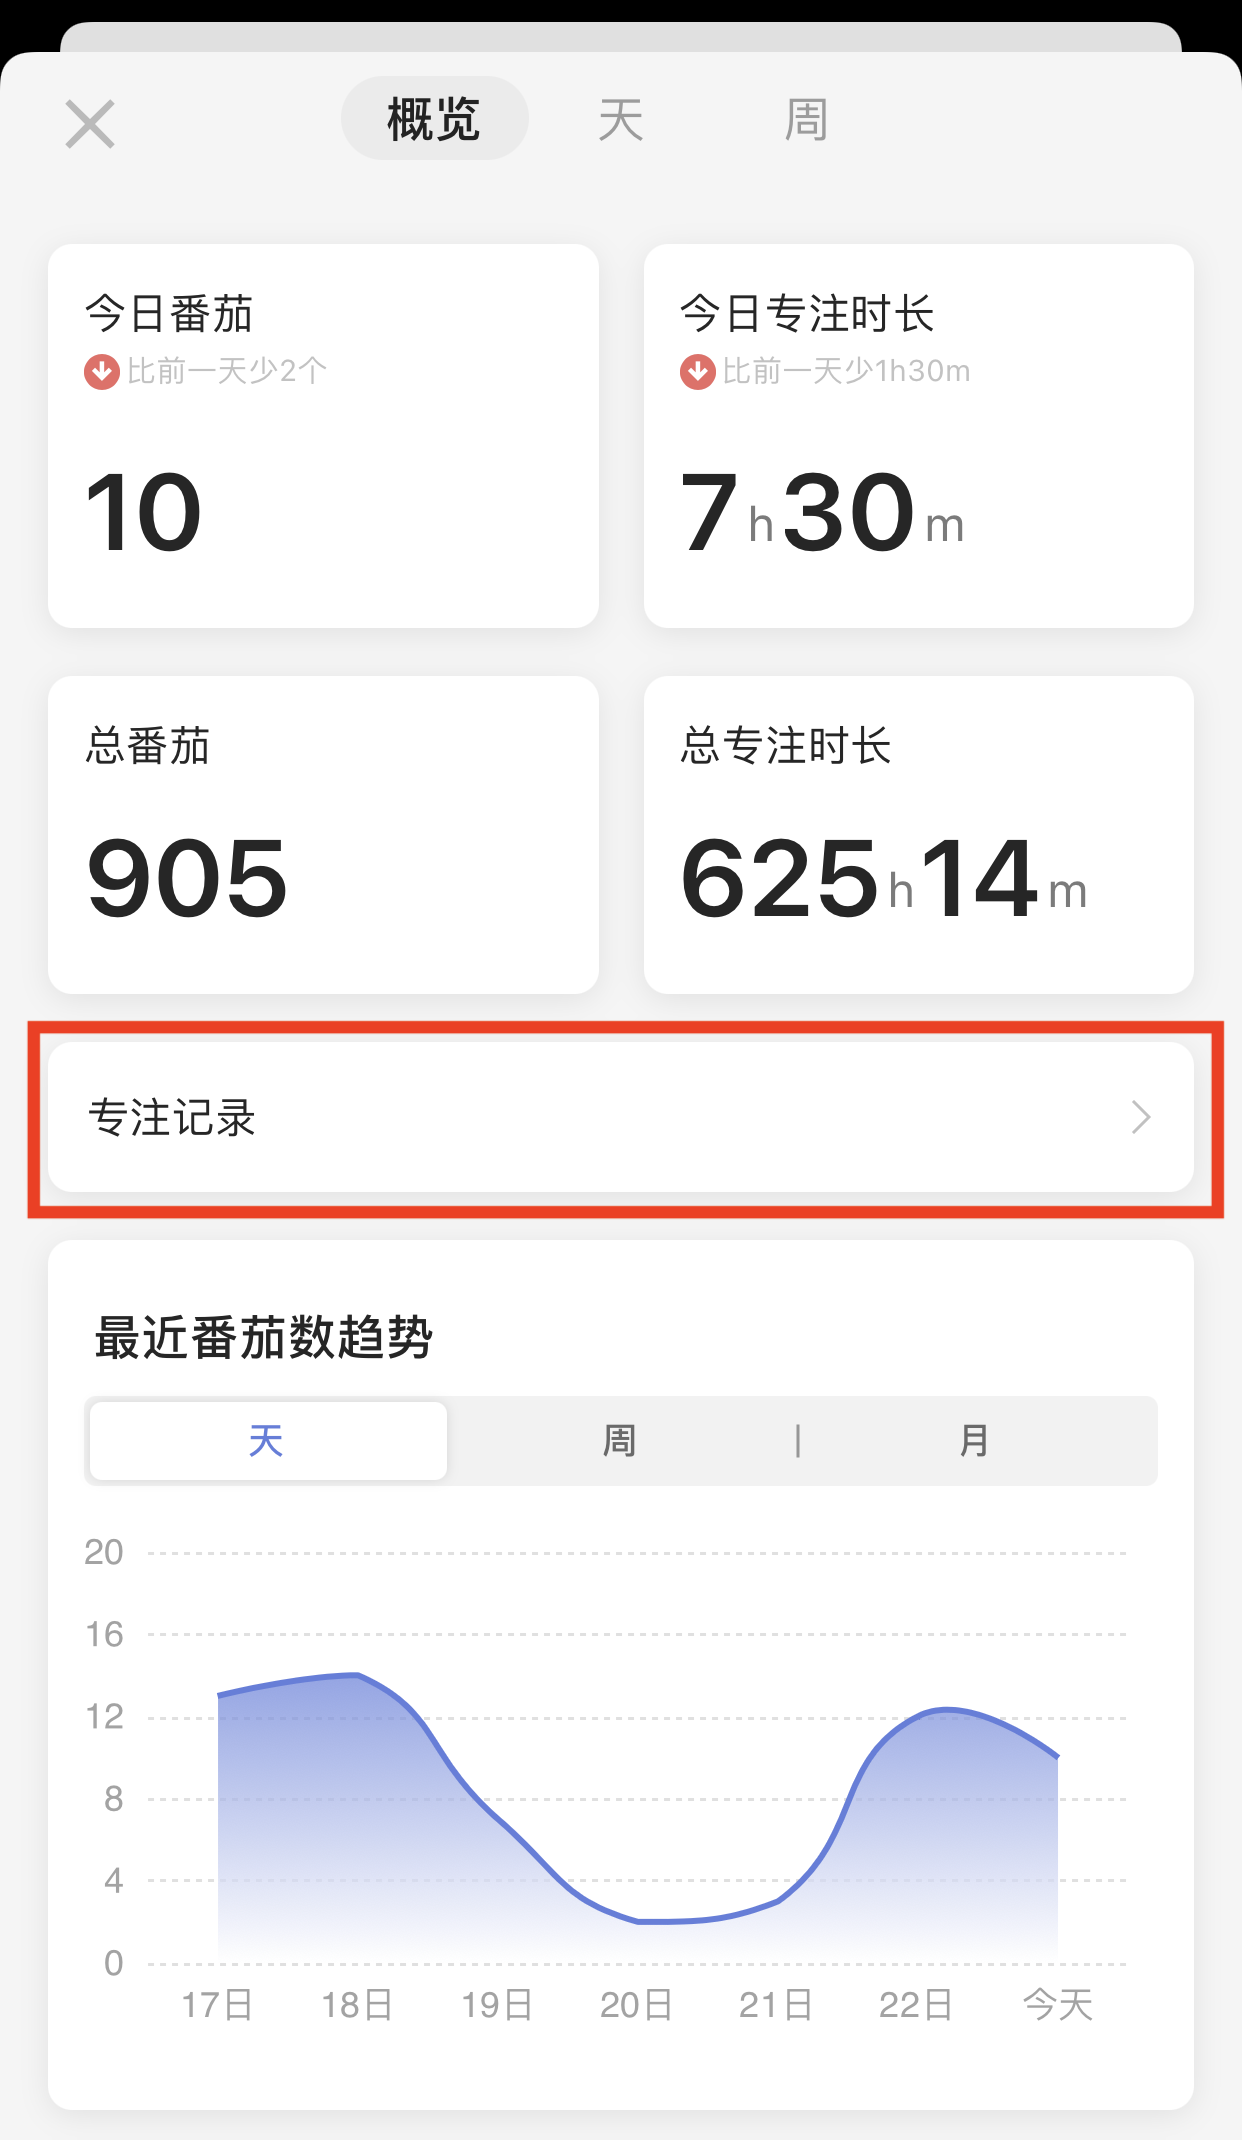 概览 天 周
今日番茄
比前一天少2个
10
今日专注时长
比前一天少1h30m
7h30m
总番茄
905
总专注时长
625h14m
专注记录
最近番茄数趋势
天 周 月
20
16
12
8
4
0
17日 18日 19日 20日 21日 22日 今天